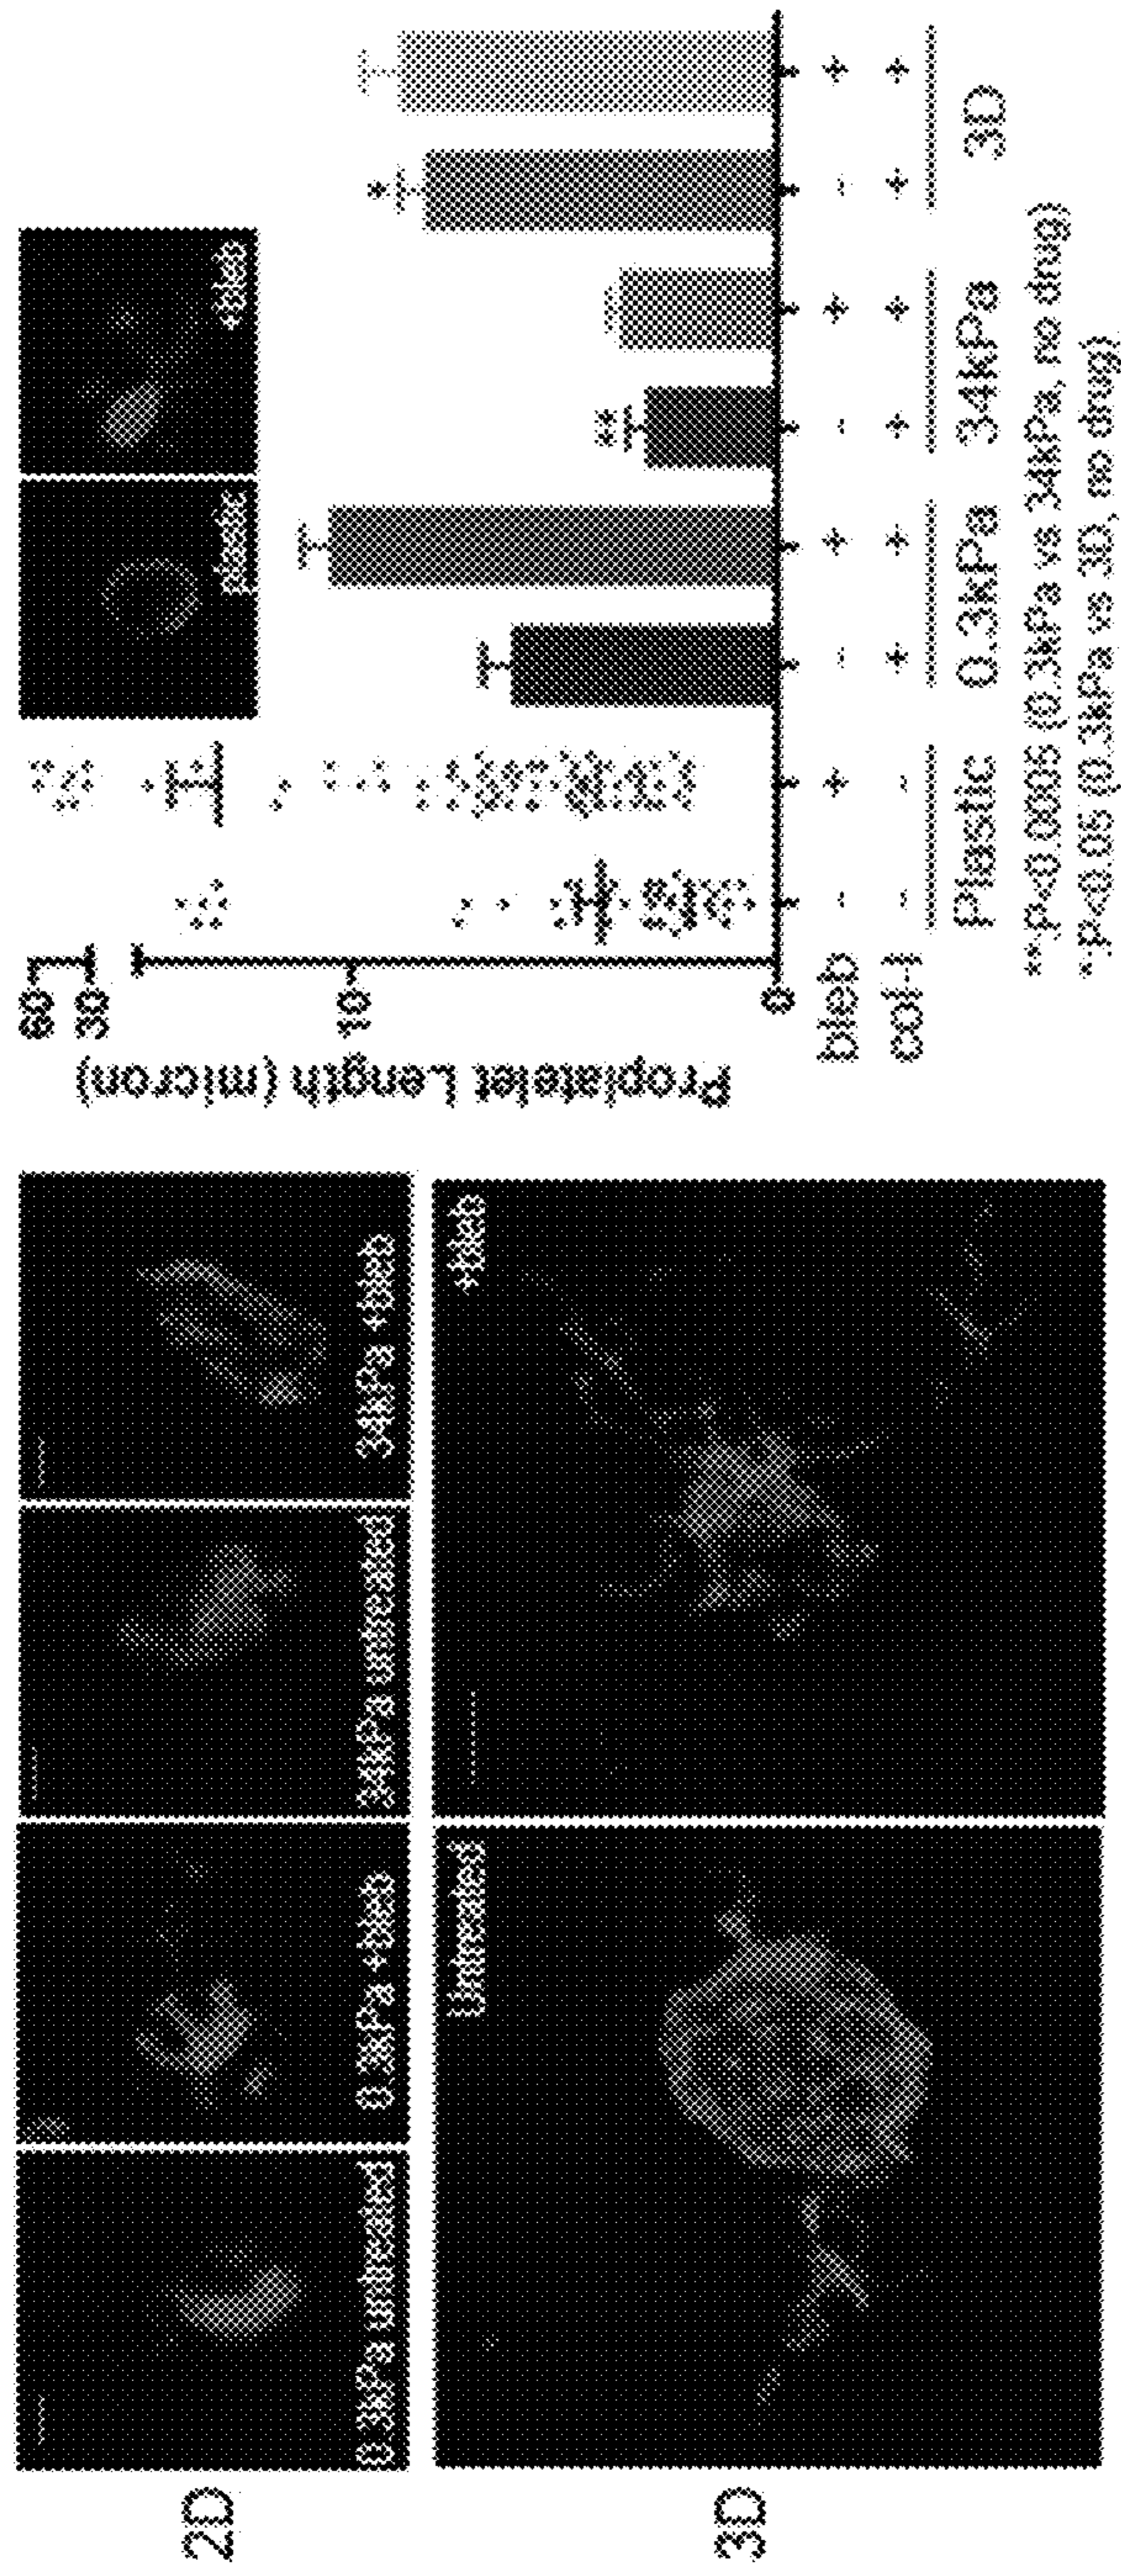 2D
0.3kPa untreated
0.3kPa +bleb
34kPa untreated
34kPa +bleb
3D
Untreated
+bleb
Proplatelet Length (micron)
60
30
10
0
plastic
+bleb
*
**
bleb - + - + - + - +
col-I - - + + + + + +
Plastic 0.3kPa 34kPa 3D
**P<0.0005 (0.3kPa vs 34kPa, no drug)
*P<0.05 (0.3kPa vs 3D, no drug)